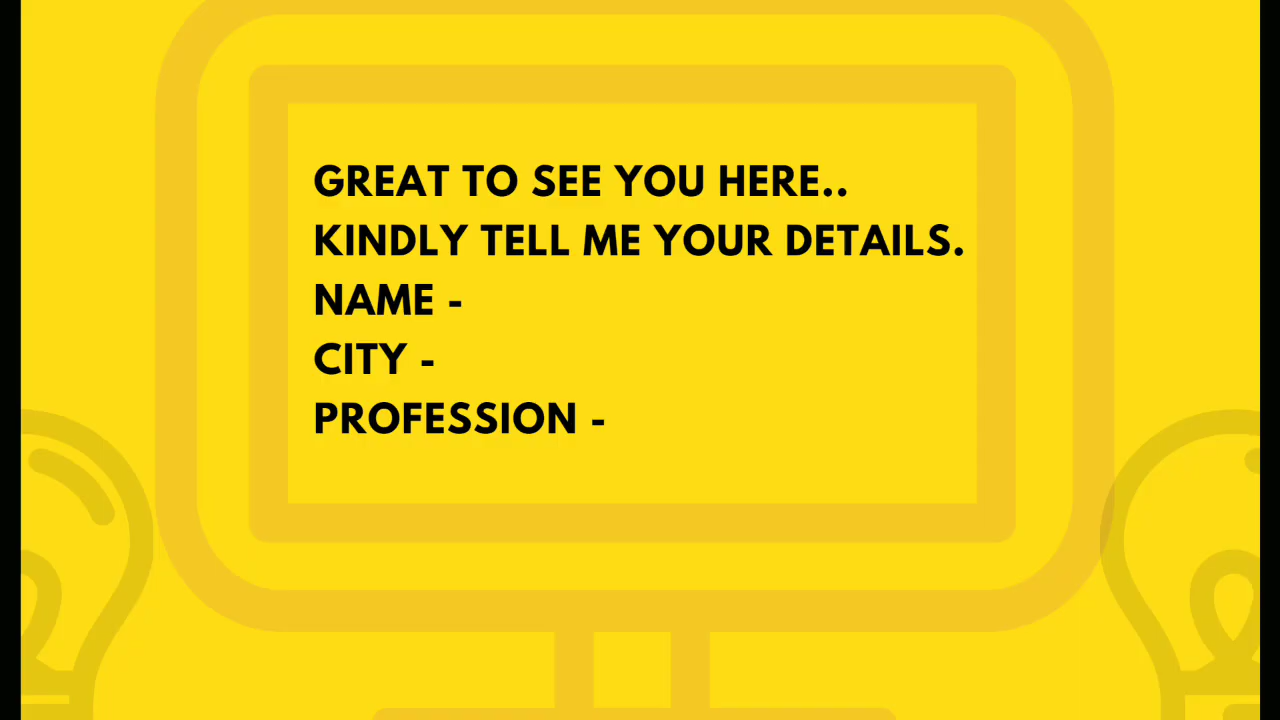 GREAT TO SEE YOU HERE..
KINDLY TELL ME YOUR DETAILS.
NAME -
CITY -
PROFESSION -